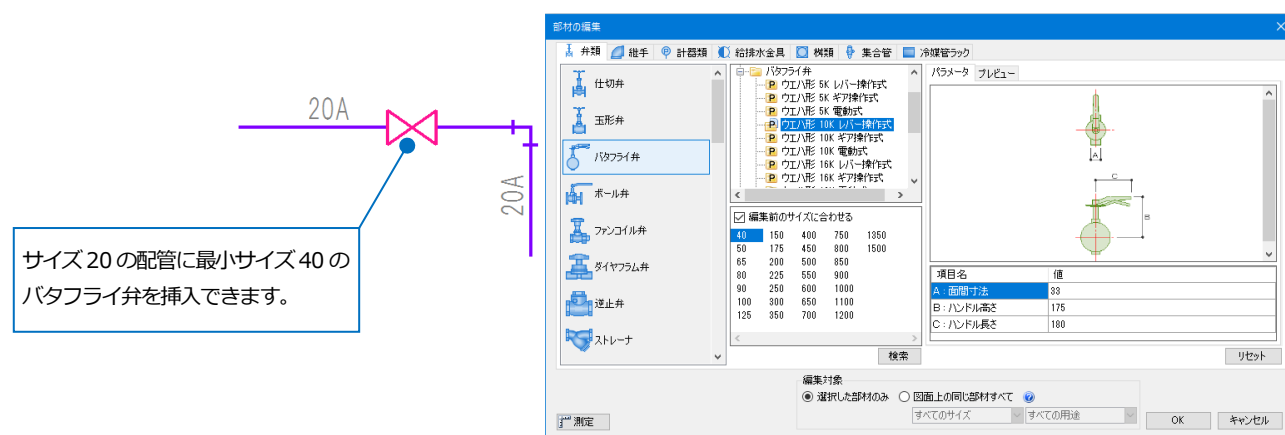 20A
20A
サイズ20の配管に最小サイズ40の
バタフライ弁を挿入できます。
部材の編集
弁類 継手 計器類 給排水金具 桝類 集合管 冷媒管ラック
仕切弁
玉形弁
バタフライ弁
ボール弁
ファンコイル弁
ダイヤフラム弁
逆止弁
ストレーナ
バタフライ弁
ウエハ形 5K レバー操作式
ウエハ形 5K ギア操作式
ウエハ形 5K 電動式
ウエハ形 10K レバー操作式
ウエハ形 10K ギア操作式
ウエハ形 10K 電動式
ウエハ形 16K レバー操作式
ウエハ形 16K ギア操作式
編集前のサイズに合わせる
40 150 400 750 1350
50 175 450 800 1500
65 200 500 850
80 225 550 900
90 250 600 1000
100 300 650 1100
125 350 700 1200
検索
パラメータ プレビュー
A
C
B
項目名 値
A：面間寸法 33
B：ハンドル高さ 175
C：ハンドル長さ 180
リセット
編集対象
選択した部材のみ 図面上の同じ部材すべて
すべてのサイズ すべての用途
測定 OK キャンセル